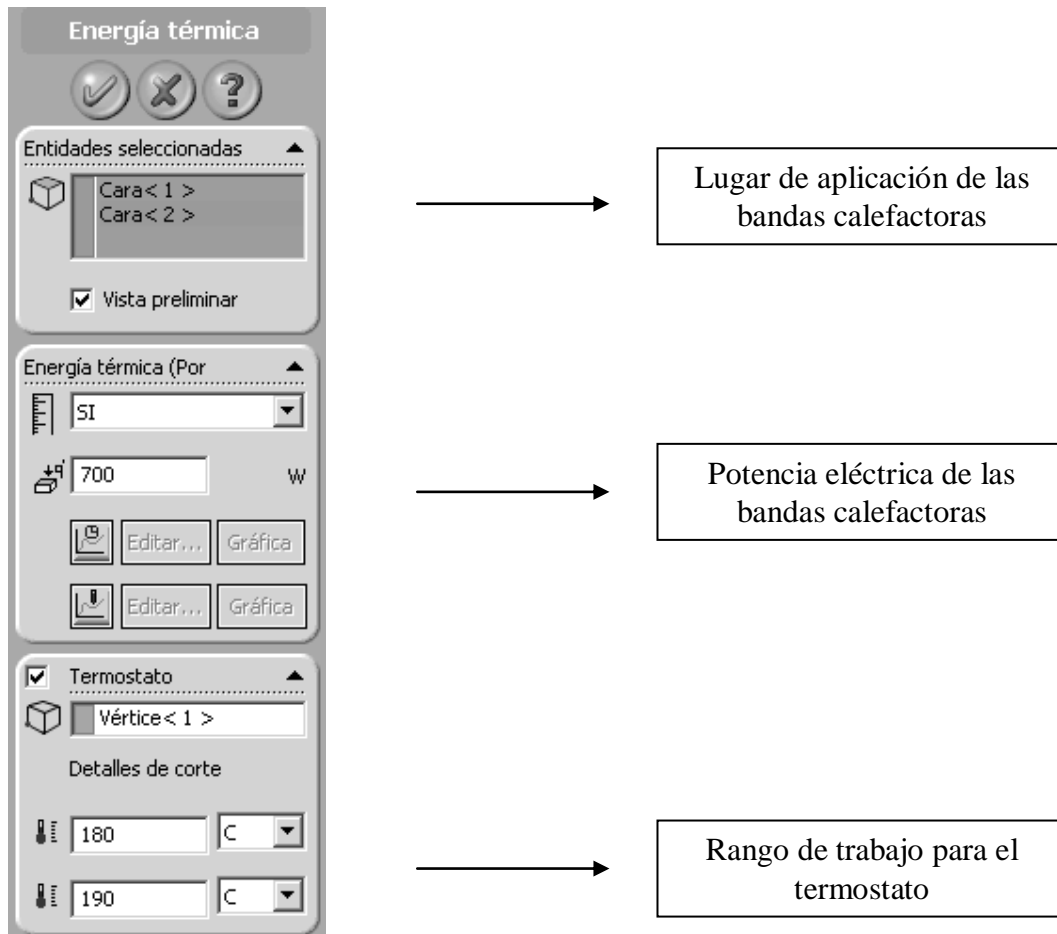 Energía térmica
Entidades seleccionadas
Cara< 1 >
Cara< 2 >
Vista preliminar
Lugar de aplicación de las
bandas calefactoras
Energía térmica (Por
SI
700 W
Editar... Gráfica
Editar... Gráfica
Potencia eléctrica de las
bandas calefactoras
Termostato
Vértice< 1 >
Detalles de corte
180 C
190 C
Rango de trabajo para el
termostato